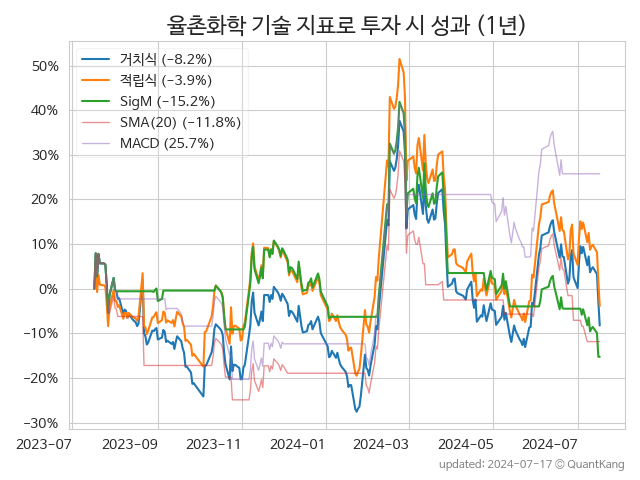 율촌화학 기술 지표로 투자 시 성과 (1년)
거치식 (−8.2%)
적립식 (−3.9%)
SigM (−15.2%)
SMA(20) (−11.8%)
MACD (25.7%)
50%
40%
30%
20%
10%
0%
−10%
−20%
−30%
2023-07
2023-09
2023-11
2024-01
2024-03
2024-05
2024-07
updated: 2024-07-17 © QuantKang